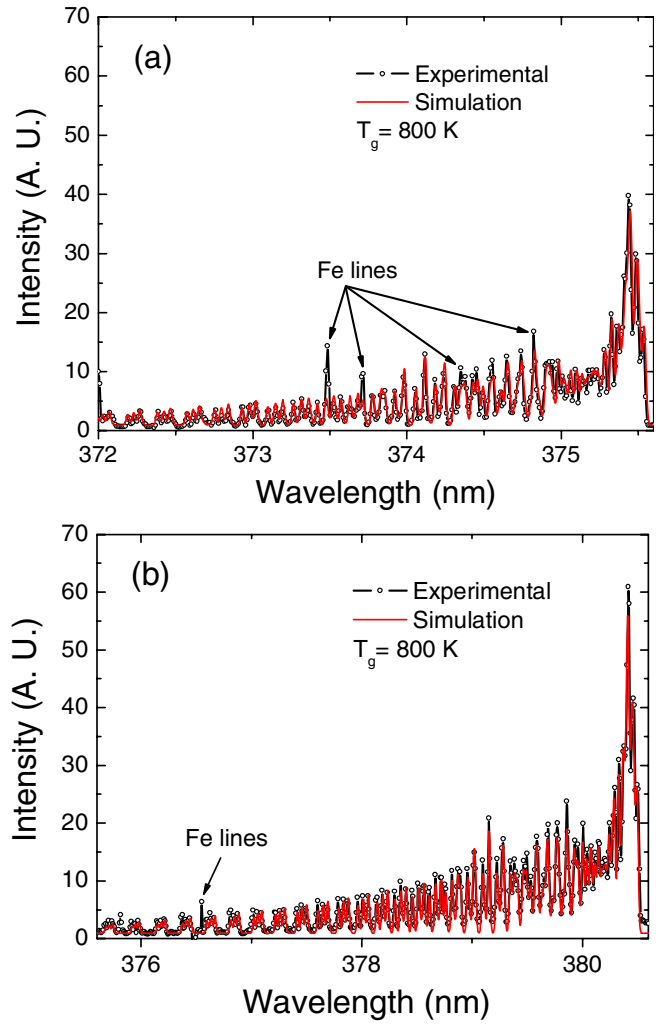 70
(a)
60
Experimental
Simulation
T_g= 800 K
50
40
30
Fe lines
20
10
0
Intensity (A. U.)
372 373 374 375
Wavelength (nm)
70
(b)
60
Experimental
Simulation
T_g= 800 K
50
40
30
20
Fe lines
10
0
Intensity (A. U.)
376 378 380
Wavelength (nm)